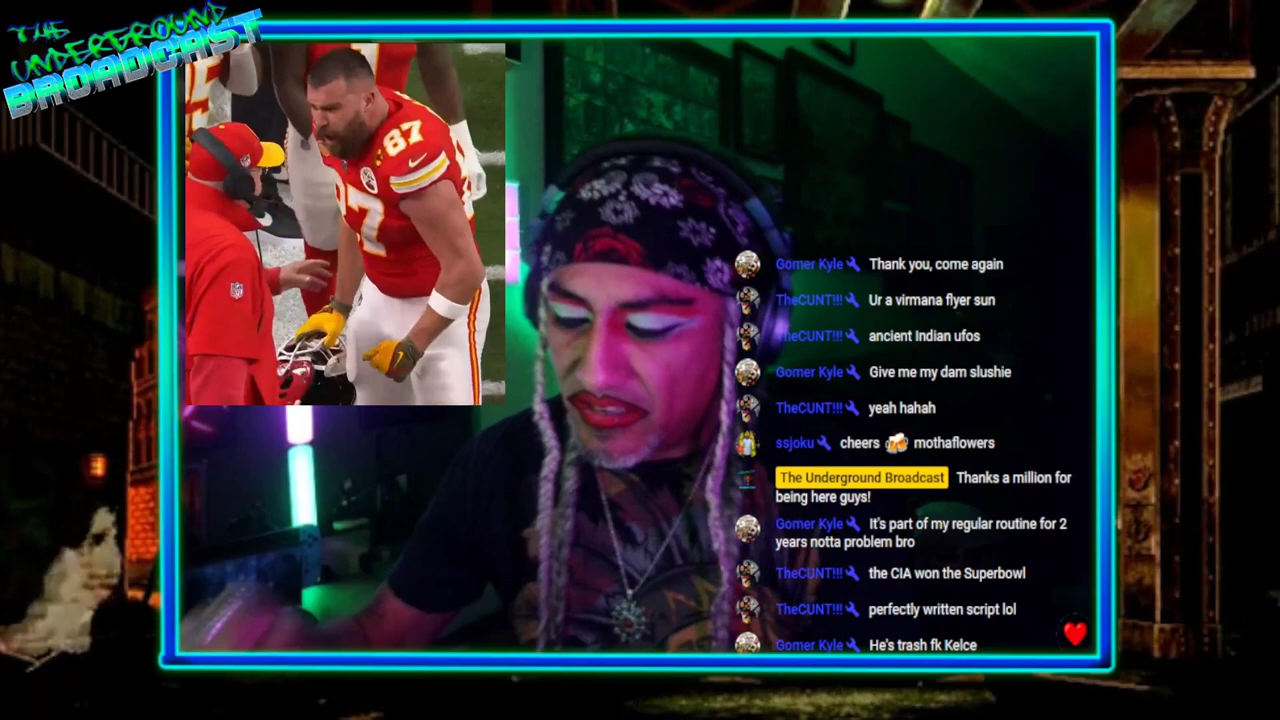 THE
UNDERGROUND
BROADCAST
87
87
NFL
Gomer Kyle Thank you, come again
TheCUNT!!! Ur a virmana flyer sun
TheCUNT!!! ancient Indian ufos
Gomer Kyle Give me my dam slushie
TheCUNT!!! yeah hahah
ssjoku cheers 🍻 mothaflowers
The Underground Broadcast Thanks a million for
being here guys!
Gomer Kyle It's part of my regular routine for 2
years notta problem bro
TheCUNT!!! the CIA won the Superbowl
TheCUNT!!! perfectly written script lol
Gomer Kyle He's trash fk Kelce